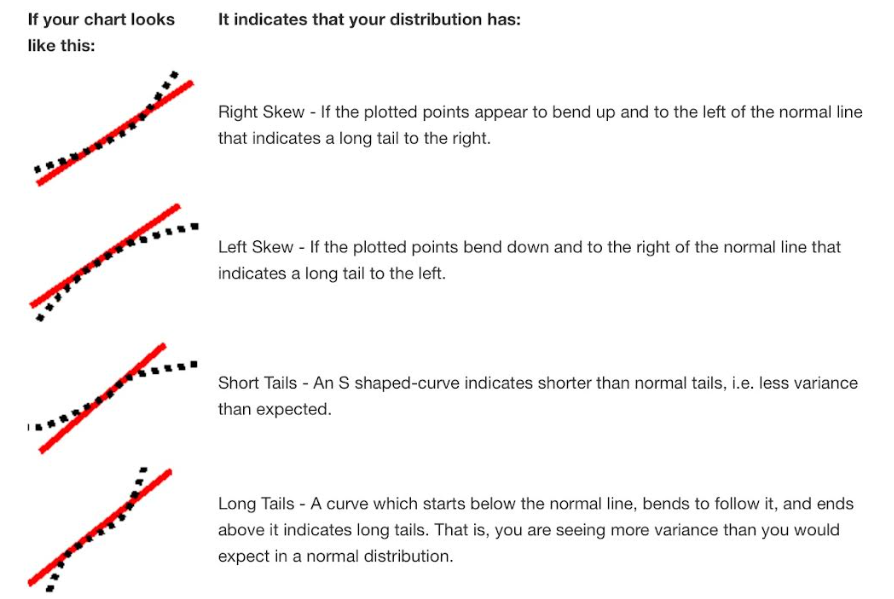 If your chart looks
like this:
It indicates that your distribution has:
Right Skew - If the plotted points appear to bend up and to the left of the normal line
that indicates a long tail to the right.
Left Skew - If the plotted points bend down and to the right of the normal line that
indicates a long tail to the left.
Short Tails - An S shaped-curve indicates shorter than normal tails, i.e. less variance
than expected.
Long Tails - A curve which starts below the normal line, bends to follow it, and ends
above it indicates long tails. That is, you are seeing more variance than you would
expect in a normal distribution.